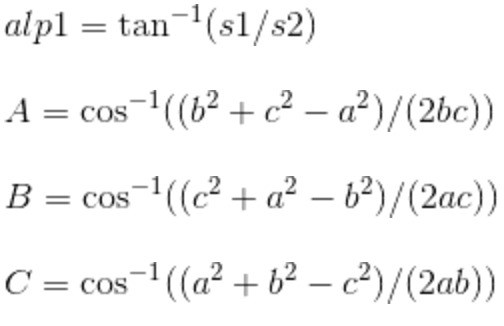 alp1 = tan⁻¹(s1/s2)
A = cos⁻¹((b² + c² − a²)/(2bc))
B = cos⁻¹((c² + a² − b²)/(2ac))
C = cos⁻¹((a² + b² − c²)/(2ab))